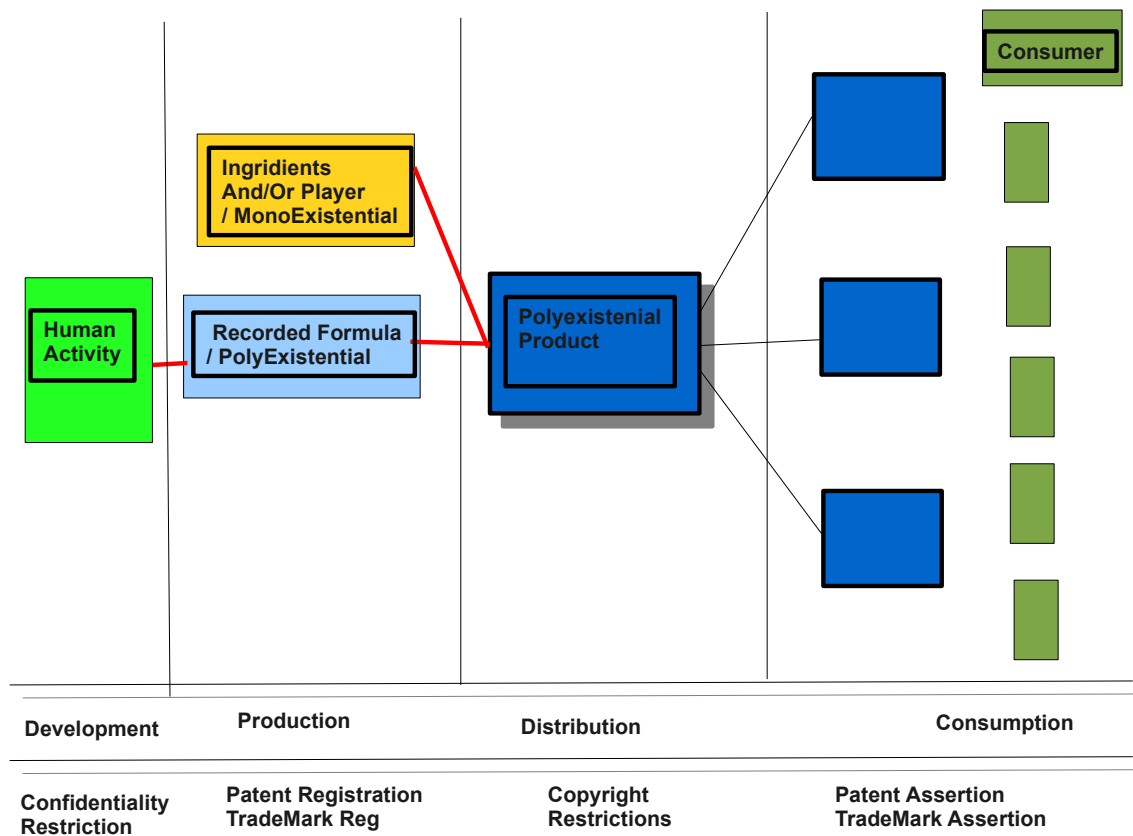 Consumer
Ingridients
And/Or Player
/ MonoExistential
Human
Activity
Recorded Formula
/ PolyExistential
Polyexistenial
Product
Development
Production
Distribution
Consumption
Confidentiality
Restriction
Patent Registration
TradeMark Reg
Copyright
Restrictions
Patent Assertion
TradeMark Assertion